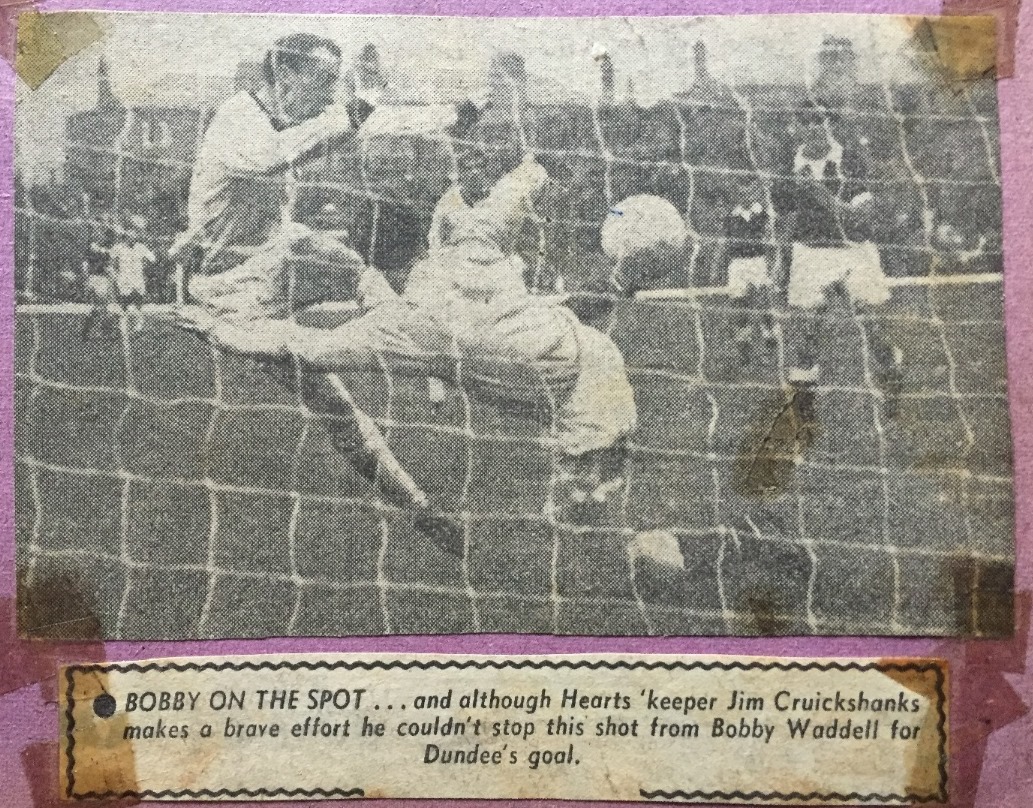 ● BOBBY ON THE SPOT ... and although Hearts 'keeper Jim Cruickshanks
makes a brave effort he couldn't stop this shot from Bobby Waddell for
Dundee's goal.